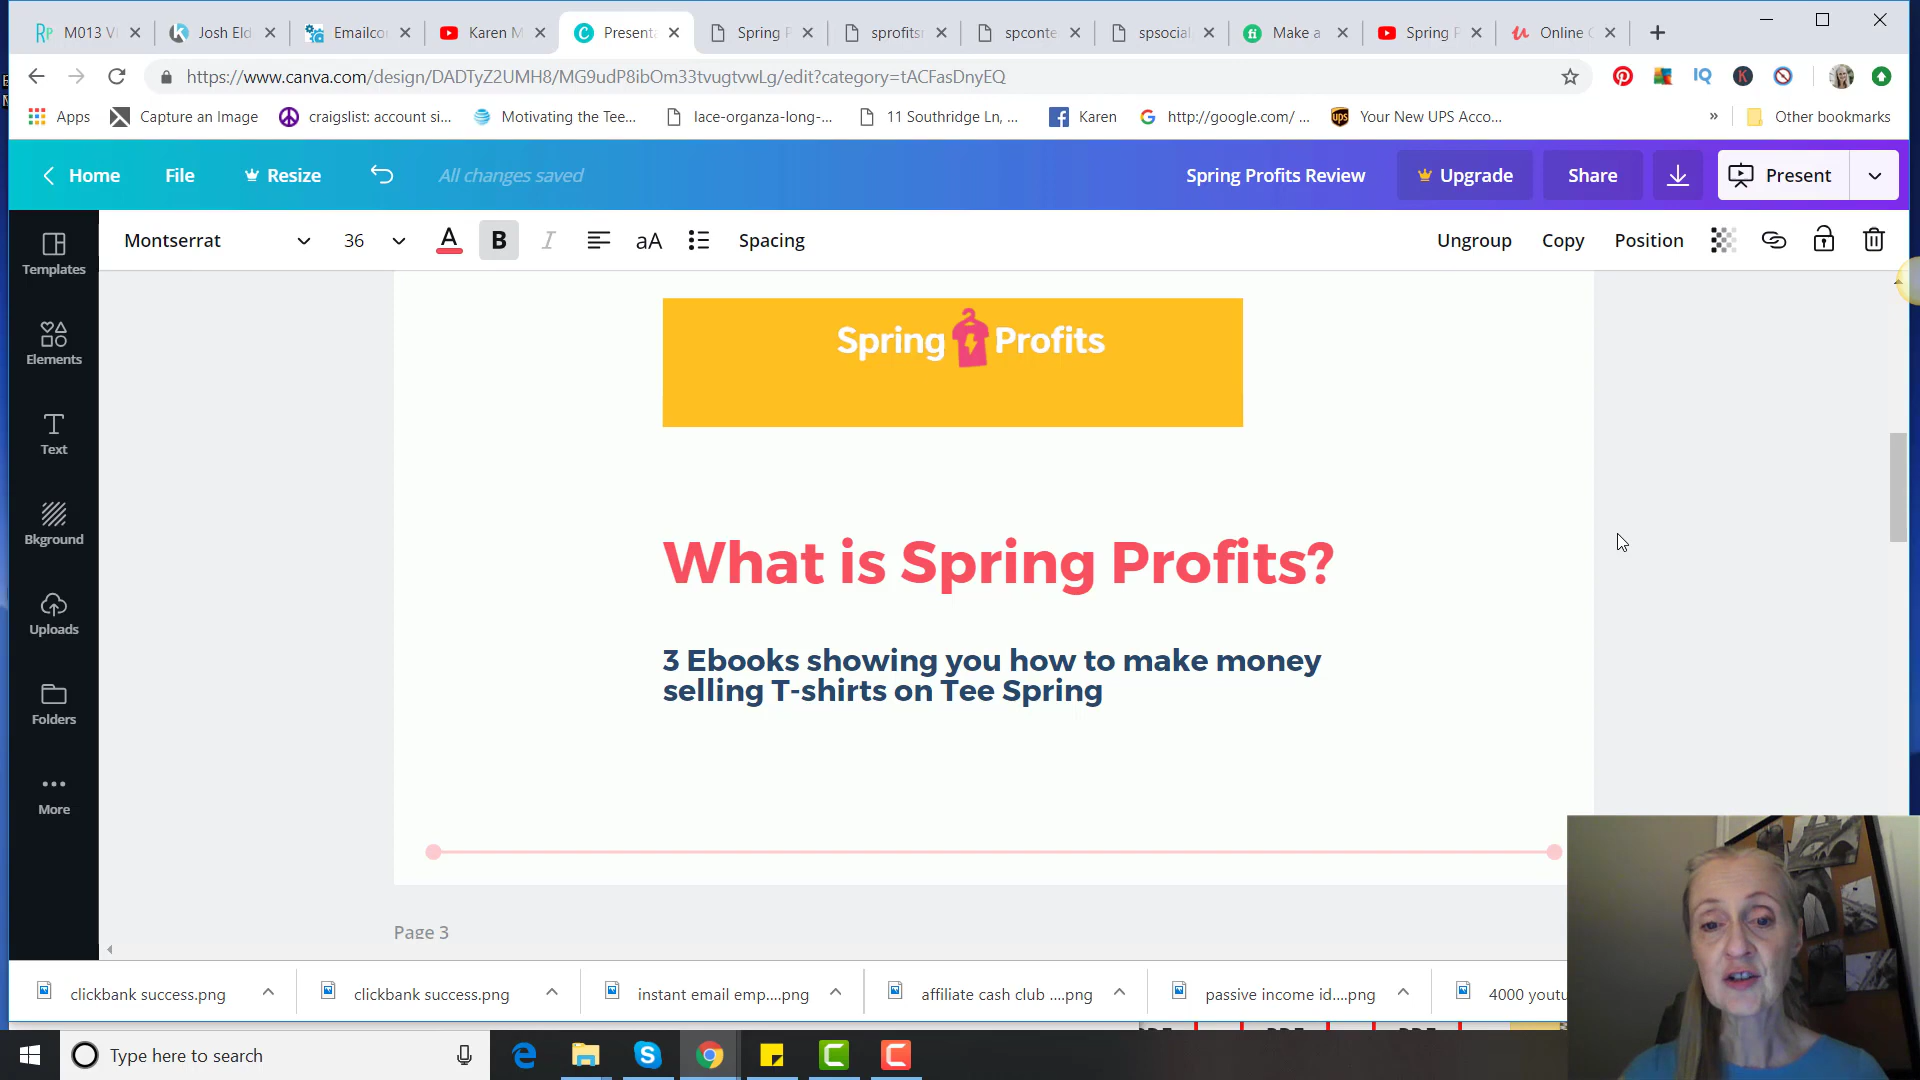 M013 V
Josh Eld
Emailco
Karen M
Present
Spring P
sprofits
sponte
spsocial
Make a
Spring P
Online
https://www.canva.com/design/DADTyZ2UMH8/MG9udP8ibOm33tvugtvwLg/edit?category=tACFasDnyEQ
Apps
Capture an Image
craigslist: account si...
Motivating the Tee...
lace-organza-long-...
11 Southridge Ln, ...
Karen
http://google.com/ ...
Your New UPS Acco...
»
Other bookmarks
Home
File
Resize
All changes saved
Spring Profits Review
Upgrade
Share
Present
Montserrat
36
A
B
I
aA
Spacing
Ungroup
Copy
Position
Templates
Elements
Text
Bkground
Uploads
Folders
More
Spring Profits
What is Spring Profits?
3 Ebooks showing you how to make money
selling T-shirts on Tee Spring
Page 3
clickbank success.png
clickbank success.png
instant email emp....png
affiliate cash club ....png
passive income id....png
4000 youtu
Type here to search